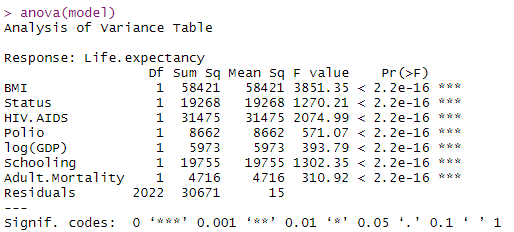 > anova(model)
Analysis of Variance Table

Response: Life.expectancy
                  Df Sum Sq Mean Sq F value    Pr(>F)
BMI                1  58421   58421 3851.35 < 2.2e-16 ***
Status             1  19268   19268 1270.21 < 2.2e-16 ***
HIV.AIDS           1  31475   31475 2074.99 < 2.2e-16 ***
Polio              1   8662    8662  571.07 < 2.2e-16 ***
log(GDP)           1   5973    5973  393.79 < 2.2e-16 ***
Schooling          1  19755   19755 1302.35 < 2.2e-16 ***
Adult.Mortality    1   4716    4716  310.92 < 2.2e-16 ***
Residuals       2022  30671      15
---
Signif. codes:  0 ‘***’ 0.001 ‘**’ 0.01 ‘*’ 0.05 ‘.’ 0.1 ‘ ’ 1